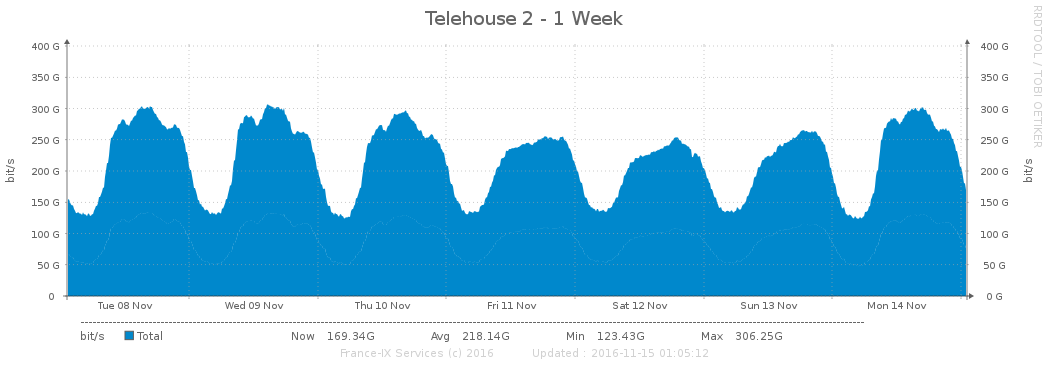 Telehouse 2 - 1 Week
RRDTOOL / TOBI OETIKER
400 G 400 G
350 G 350 G
300 G 300 G
250 G 250 G
200 G 200 G
150 G 150 G
100 G 100 G
50 G 50 G
0 0 G
bit/s bit/s
Tue 08 Nov Wed 09 Nov Thu 10 Nov Fri 11 Nov Sat 12 Nov Sun 13 Nov Mon 14 Nov
bit/s Total Now 169.34G Avg 218.14G Min 123.43G Max 306.25G
France-IX Services (c) 2016 Updated : 2016-11-15 01:05:12